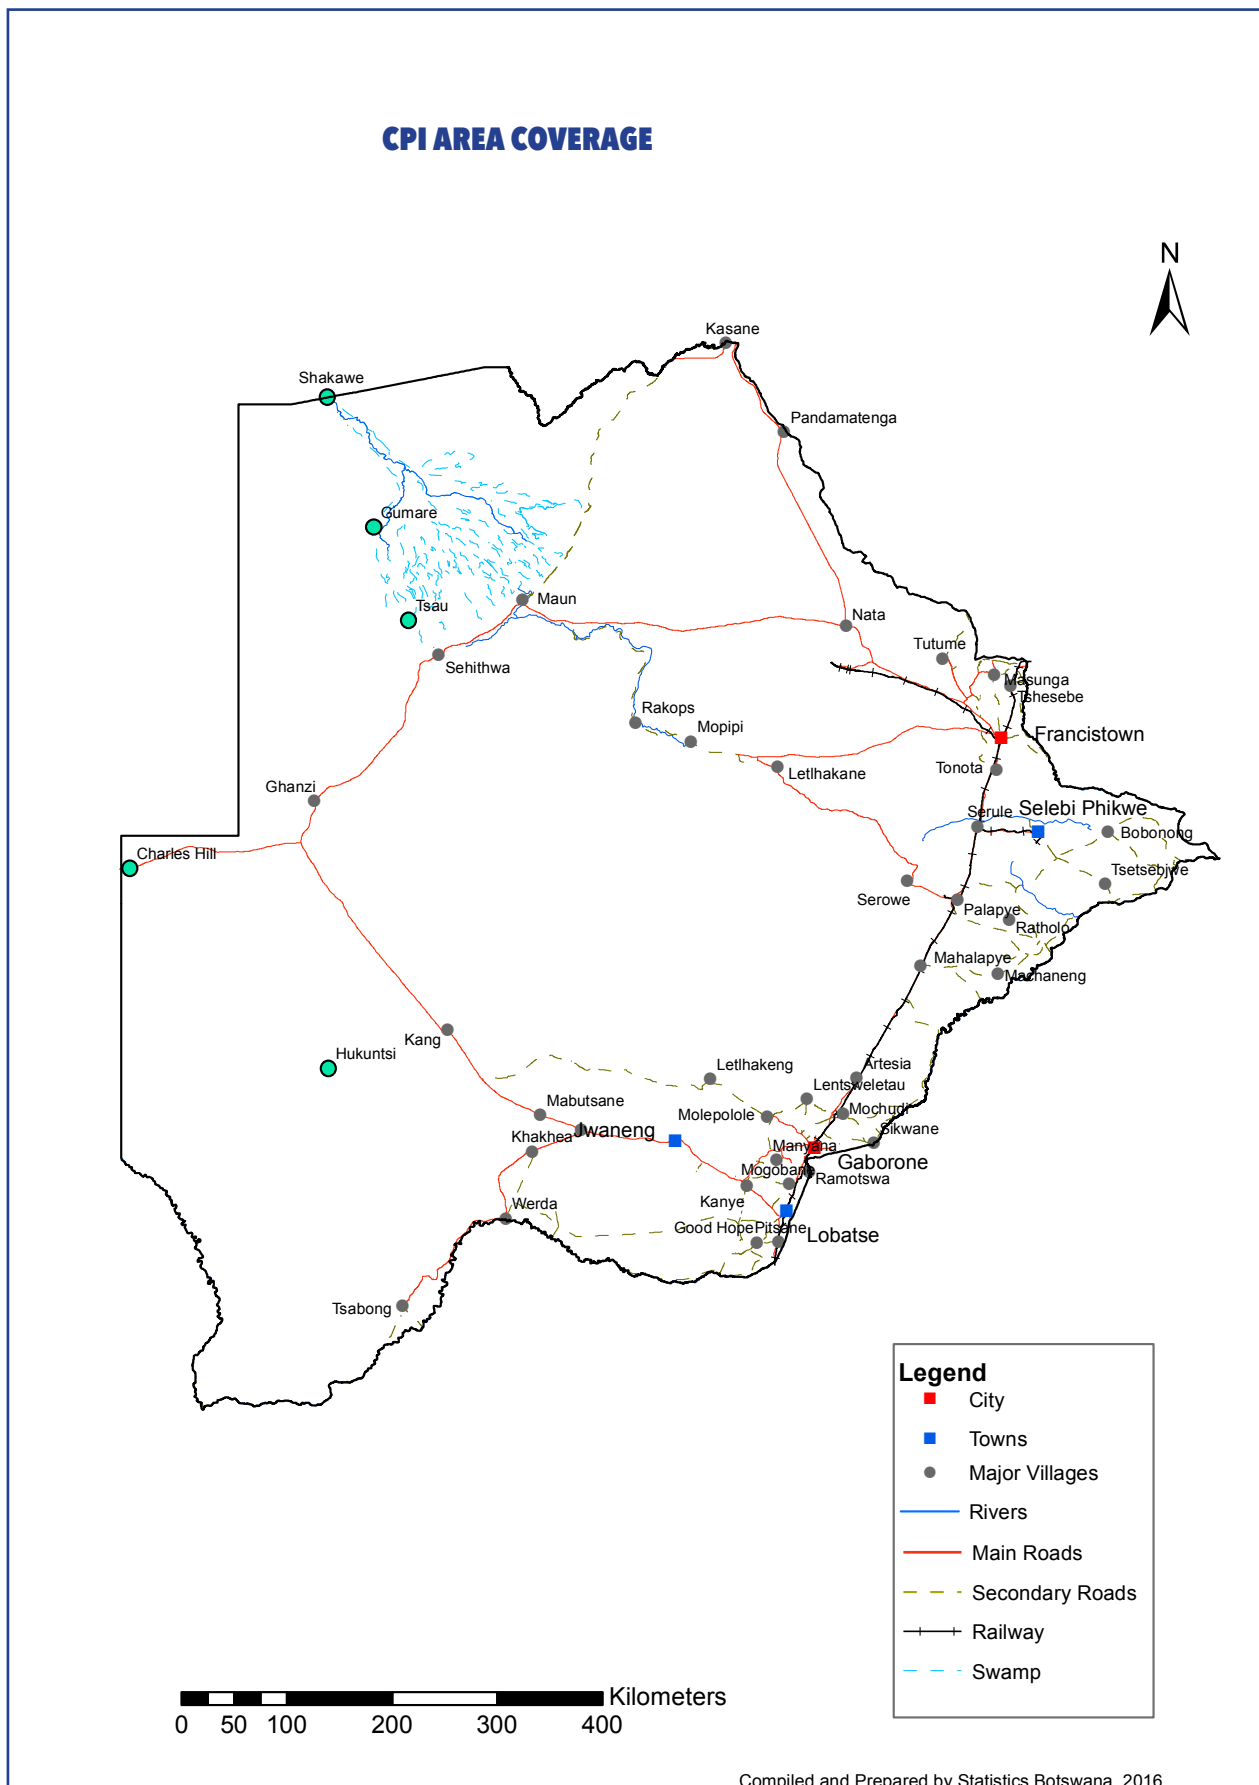 CPI AREA COVERAGE
N
Kasane
Shakawe
Pandamatenga
Gumare
Maun
Tsau
Nata
Tutume
Sehithwa
Masunga
Tshesebe
Rakops
Mopipi
Francistown
Letlhakane
Tonota
Ghanzi
Serule
Selebi Phikwe
Bobonong
Charles Hill
Tsetsebjwe
Serowe
Palapye
Ratholo
Mahalapye
Machaneng
Kang
Hukuntsi
Letlhakeng
Artesia
Lentsweletau
Mabutsane
Molepolole
Mochudi
Jwaneng
Khakhea
Sikwane
Manyana
Gaborone
Mogobane
Ramotswa
Kanye
Werda
Good Hope
Pitsane
Lobatse
Tsabong
Legend
City
Towns
Major Villages
Rivers
Main Roads
Secondary Roads
Railway
Swamp
Kilometers
0 50 100 200 300 400
Compiled and Prepared by Statistics Botswana, 2016